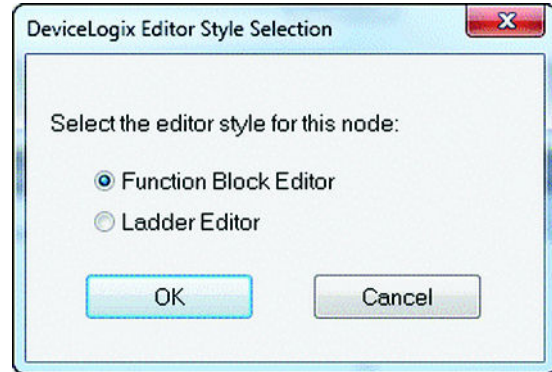 DeviceLogix Editor Style Selection
Select the editor style for this node:
Function Block Editor
Ladder Editor
OK Cancel